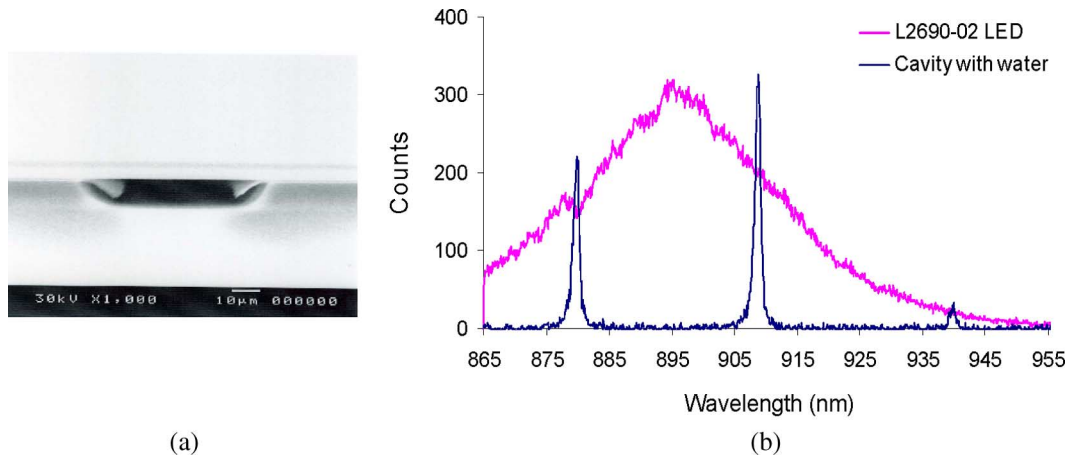 30kV X1,000 10μm 000000
(a)
400
300
200
100
0
Counts
L2690-02 LED
Cavity with water
865 875 885 895 905 915 925 935 945 955
Wavelength (nm)
(b)